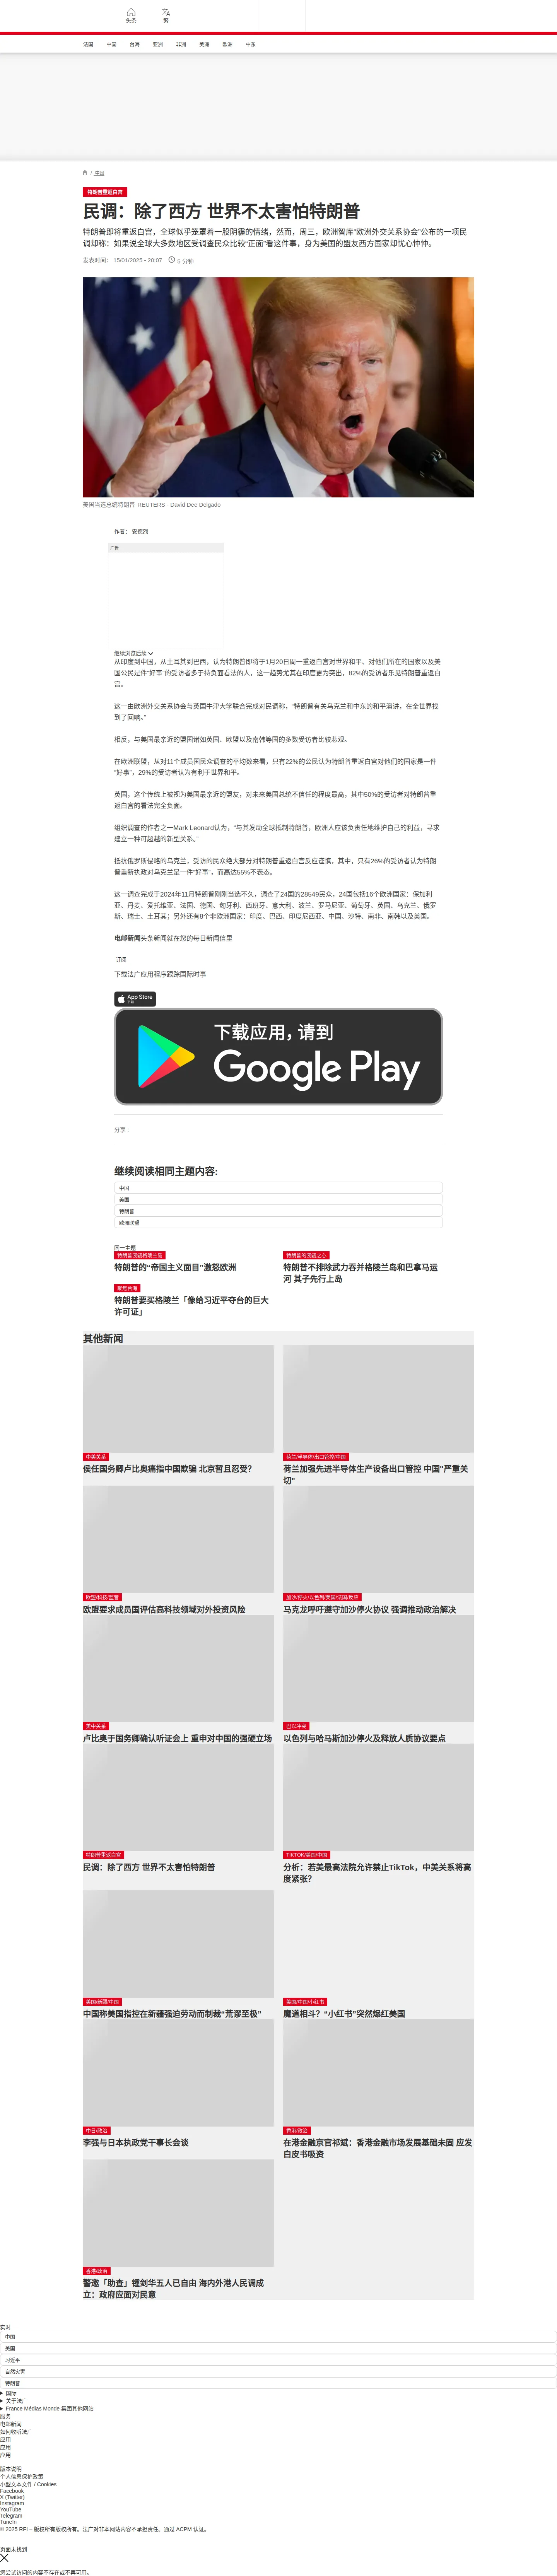 头条
繁
法国 中国 台海 亚洲 非洲 美洲 欧洲 中东
/ 中国
特朗普重返白宫
民调：除了西方 世界不太害怕特朗普
特朗普即将重返白宫，全球似乎笼罩着一股阴霾的情绪，然而，周三，欧洲智库“欧洲外交关系协会”公布的一项民
调却称：如果说全球大多数地区受调查民众比较“正面”看这件事，身为美国的盟友西方国家却忧心忡忡。
发表时间： 15/01/2025 - 20:07 5 分钟
美国当选总统特朗普 REUTERS - David Dee Delgado
作者： 安德烈
广告
继续浏览后续
从印度到中国，从土耳其到巴西，认为特朗普即将于1月20日周一重返白宫对世界和平、对他们所在的国家以及美
国公民是件“好事”的受访者多于持负面看法的人，这一趋势尤其在印度更为突出，82%的受访者乐见特朗普重返白
宫。
这一由欧洲外交关系协会与英国牛津大学联合完成对民调称，“特朗普有关乌克兰和中东的和平演讲，在全世界找
到了回响。”
相反，与美国最亲近的盟国诸如英国、欧盟以及南韩等国的多数受访者比较悲观。
在欧洲联盟，从对11个成员国民众调查的平均数来看，只有22%的公民认为特朗普重返白宫对他们的国家是一件
“好事”，29%的受访者认为有利于世界和平。
英国，这个传统上被视为美国最亲近的盟友，对未来美国总统不信任的程度最高，其中50%的受访者对特朗普重
返白宫的看法完全负面。
组织调查的作者之一Mark Leonard认为，“与其发动全球抵制特朗普，欧洲人应该负责任地维护自己的利益，寻求
建立一种可超越的新型关系。”
抵抗俄罗斯侵略的乌克兰，受访的民众绝大部分对特朗普重返白宫反应谨慎，其中，只有26%的受访者认为特朗
普重新执政对乌克兰是一件“好事”，而高达55%不表态。
这一调查完成于2024年11月特朗普刚刚当选不久，调查了24国的28549民众，24国包括16个欧洲国家：保加利
亚、丹麦、爱托维亚、法国、德国、匈牙利、西班牙、意大利、波兰、罗马尼亚、葡萄牙、英国、乌克兰、俄罗
斯、瑞士、土耳其；另外还有8个非欧洲国家：印度、巴西、印度尼西亚、中国、沙特、南非、南韩以及美国。
电邮新闻头条新闻就在您的每日新闻信里
订阅
下载法广应用程序跟踪国际时事
App Store
下载
下载应用，请到
Google Play
分享 :
继续阅读相同主题内容:
中国
美国
特朗普
欧洲联盟
同一主题
特朗普觊觎格陵兰岛
特朗普的“帝国主义面目”激怒欧洲
特朗普的觊觎之心
特朗普不排除武力吞并格陵兰岛和巴拿马运
河 其子先行上岛
聚焦台海
特朗普要买格陵兰「像给习近平夺台的巨大
许可证」
其他新闻
中美关系
侯任国务卿卢比奥痛指中国欺骗 北京暂且忍受?
荷兰/半导体/出口管控/中国
荷兰加强先进半导体生产设备出口管控 中国“严重关
切”
欧盟/科技/监管
欧盟要求成员国评估高科技领域对外投资风险
加沙/停火/以色列/美国/法国/反应
马克龙呼吁遵守加沙停火协议 强调推动政治解决
美中关系
卢比奥于国务卿确认听证会上 重申对中国的强硬立场
巴以冲突
以色列与哈马斯加沙停火及释放人质协议要点
特朗普重返白宫
民调：除了西方 世界不太害怕特朗普
TIKTOK/美国/中国
分析：若美最高法院允许禁止TikTok，中美关系将高
度紧张?
美国/新疆/中国
中国称美国指控在新疆强迫劳动而制裁“荒谬至极”
美国/中国/小红书
魔道相斗？“小红书”突然爆红美国
中日/政治
李强与日本执政党干事长会谈
香港/政治
在港金融京官祁斌：香港金融市场发展基础未固 应发
白皮书吸资
香港/政治
警邀「助查」锺剑华五人已自由 海内外港人民调成
立：政府应面对民意
实时
中国
美国
习近平
自然灾害
特朗普
国际
关于法广
France Médias Monde 集团其他网站
服务
电邮新闻
如何收听法广
应用
应用
应用
版本说明
个人信息保护政策
小型文本文件 / Cookies
Facebook
X (Twitter)
Instagram
YouTube
Telegram
TuneIn
© 2025 RFI – 版权所有版权所有。法广对非本网站内容不承担责任。通过 ACPM 认证。
页面未找到
您尝试访问的内容不存在或不再可用。